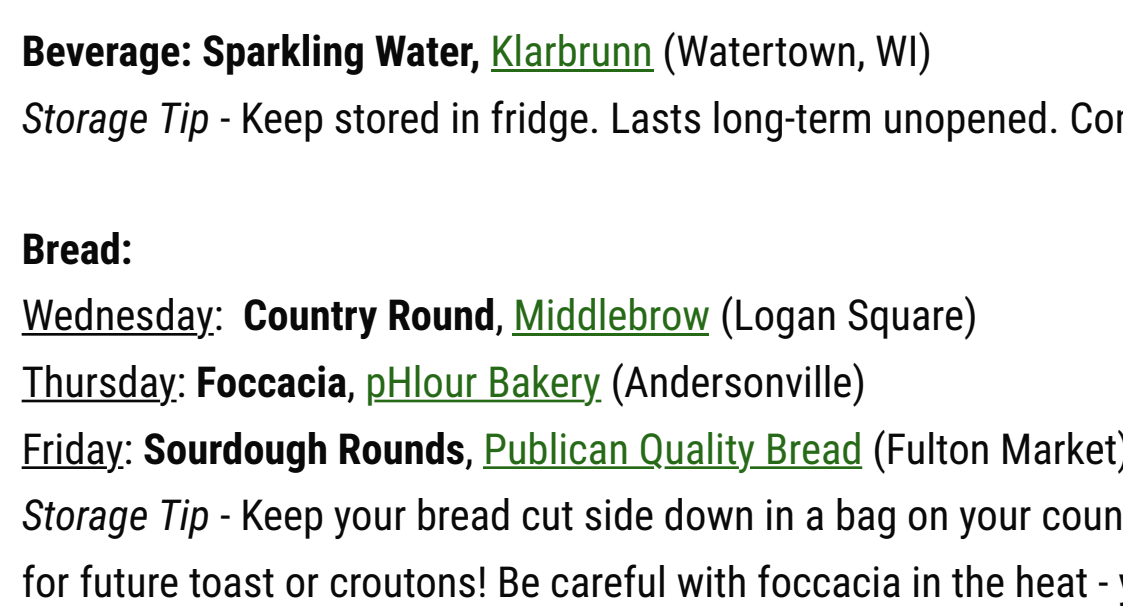 Beverage: Sparkling Water, Klarbrunn (Watertown, WI)
Storage Tip - Keep stored in fridge. Lasts long-term unopened.
Bread:
Wednesday: Country Round, Middlebrow (Logan Square)
Thursday: Foccacia, pHlour Bakery (Andersonville)
Friday: Sourdough Rounds, Publican Quality Bread (Fulton Market)
Storage Tip - Keep your bread cut side down in a bag on your
for future toast or croutons! Be careful with foccacia in the heat -